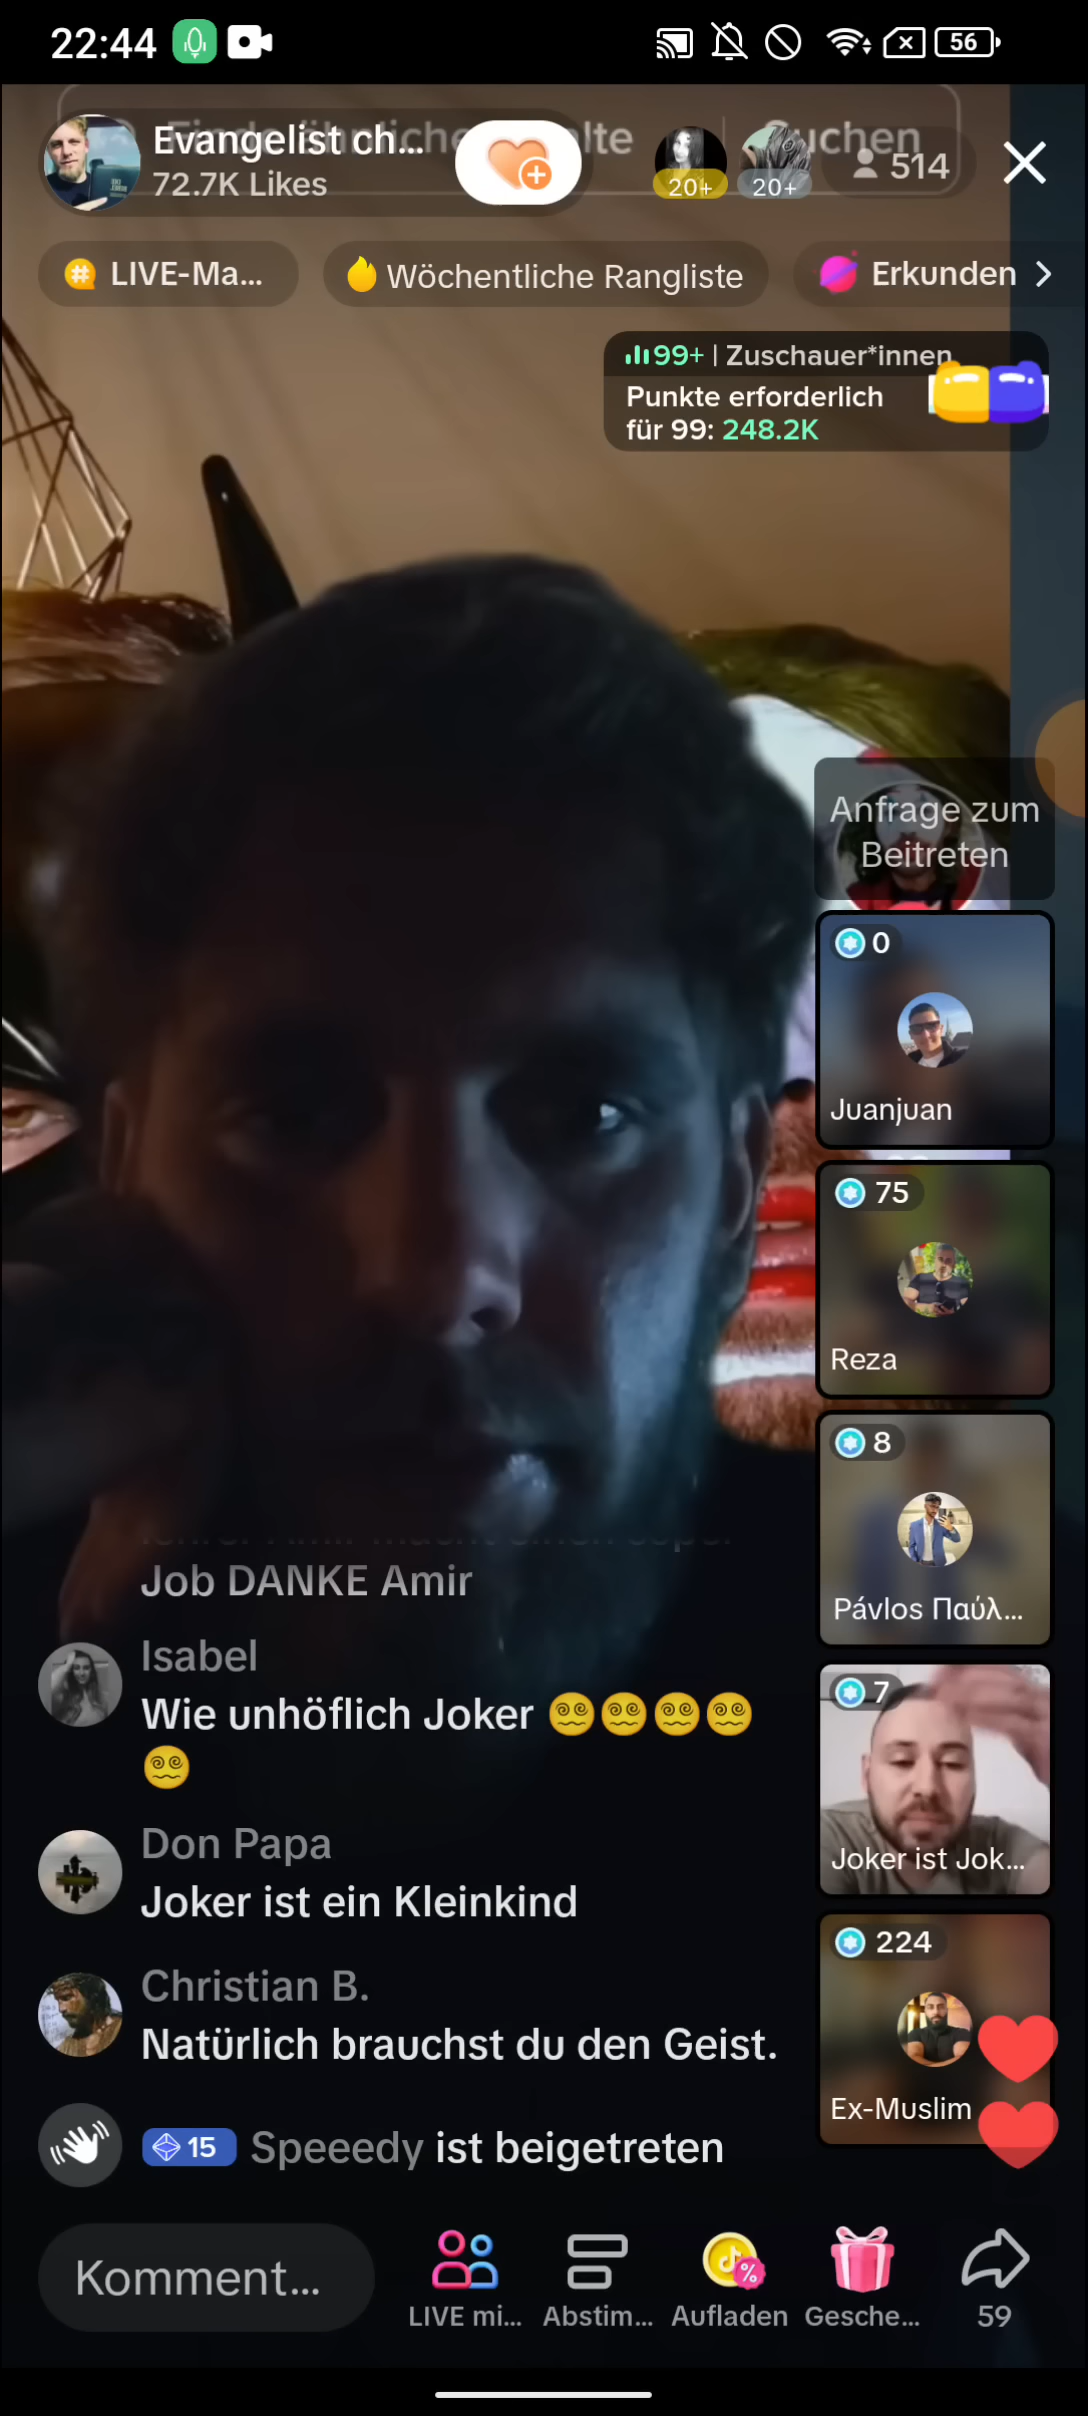 22:44
56
Evangelist ch...
72.7K Likes
Suchen
20+
20+
514
LIVE-Ma...
Wöchentliche Rangliste
Erkunden
99+ | Zuschauer*innen
Punkte erforderlich
für 99: 248.2K
Anfrage zum
Beitreten
0
Juanjuan
75
Reza
8
Pávlos Παύλ...
7
Joker ist Jok...
224
Ex-Muslim
Job DANKE Amir
Isabel
Wie unhöflich Joker 😵‍💫😵‍💫😵‍💫😵‍💫
😵‍💫
Don Papa
Joker ist ein Kleinkind
Christian B.
Natürlich brauchst du den Geist.
15 Speeedy ist beigetreten
Komment...
LIVE mi...
Abstim...
Aufladen
Gesche...
59